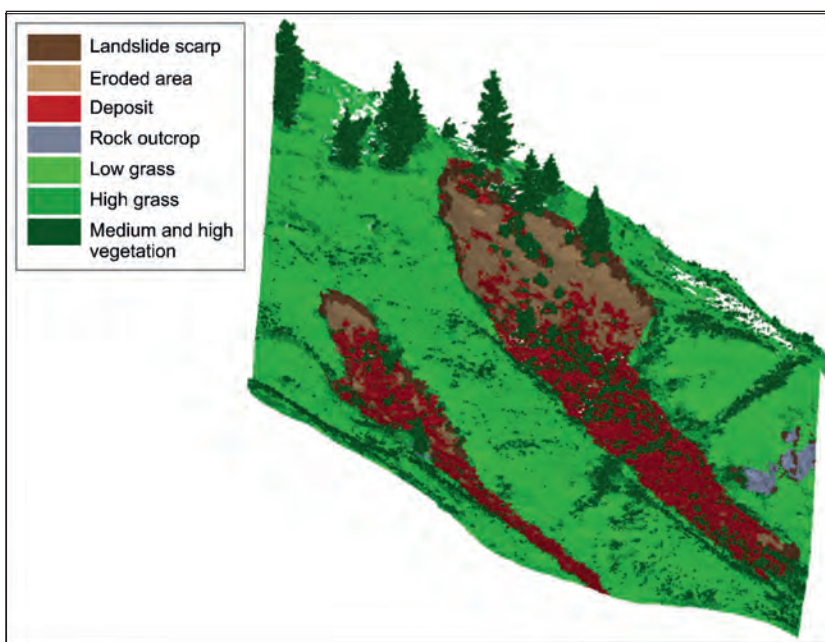 Landslide scarp
Eroded area
Deposit
Rock outcrop
Low grass
High grass
Medium and high
vegetation